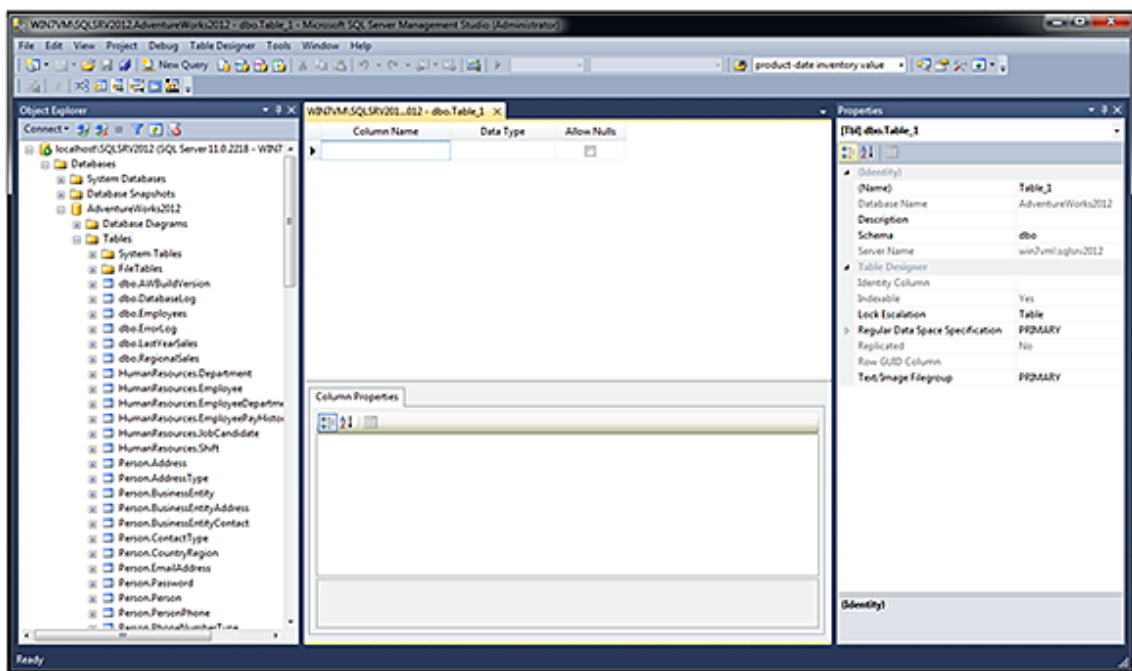 WIN7VM\SQLSRV2012.AdventureWorks2012 - dbo.Table_1 - Microsoft SQL Server Management Studio (Administrator)
File Edit View Project Debug Table Designer Tools Window Help
New Query
product-date inventory value
Object Explorer
Connect
localhost\SQLSRV2012 (SQL Server 11.0.2218 - WIN7
Databases
System Databases
Database Snapshots
AdventureWorks2012
Database Diagrams
Tables
System Tables
FileTables
dbo.AWBuildVersion
dbo.DatabaseLog
dbo.Employees
dbo.ErrorLog
dbo.LastYearSales
dbo.RegionalSales
HumanResources.Department
HumanResources.Employee
HumanResources.EmployeeDepartme
HumanResources.EmployeePayHistor
HumanResources.JobCandidate
HumanResources.Shift
Person.Address
Person.AddressType
Person.BusinessEntity
Person.BusinessEntityAddress
Person.BusinessEntityContact
Person.ContactType
Person.CountryRegion
Person.EmailAddress
Person.Password
Person.Person
Person.PersonPhone
Person.PhoneNumberType
WIN7VM\SQLSRV201...012 - dbo.Table_1
Column Name Data Type Allow Nulls
Column Properties
Properties
[Tbl] dbo.Table_1
(Identity)
(Name) Table_1
Database Name AdventureWorks2012
Description
Schema dbo
Server Name win7vm\sqlsrv2012
Table Designer
Identity Column
Indexable Yes
Lock Escalation Table
Regular Data Space Specification PRIMARY
Replicated No
Row GUID Column
Text/Image Filegroup PRIMARY
(Identity)
Ready